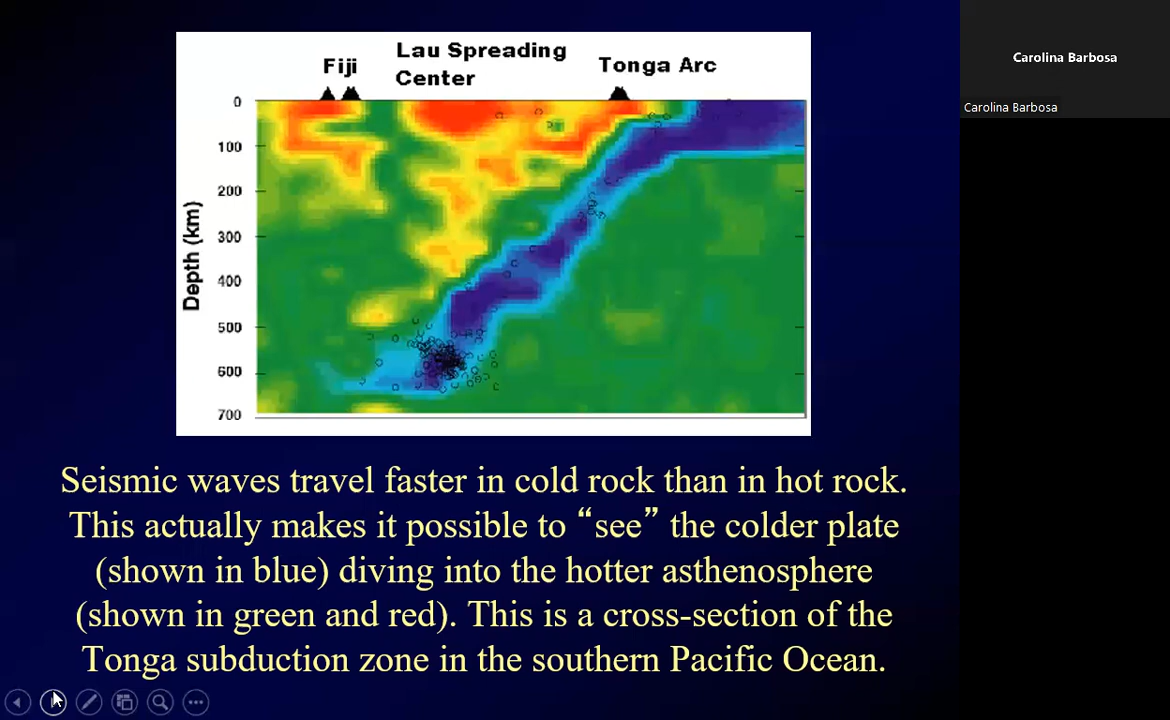 Fiji
Lau Spreading
Center
Tonga Arc
0
100
200
300
400
500
600
700
Depth (km)
Seismic waves travel faster in cold rock than in hot rock.
This actually makes it possible to “see” the colder plate
(shown in blue) diving into the hotter asthenosphere
(shown in green and red). This is a cross-section of the
Tonga subduction zone in the southern Pacific Ocean.
Carolina Barbosa
Carolina Barbosa